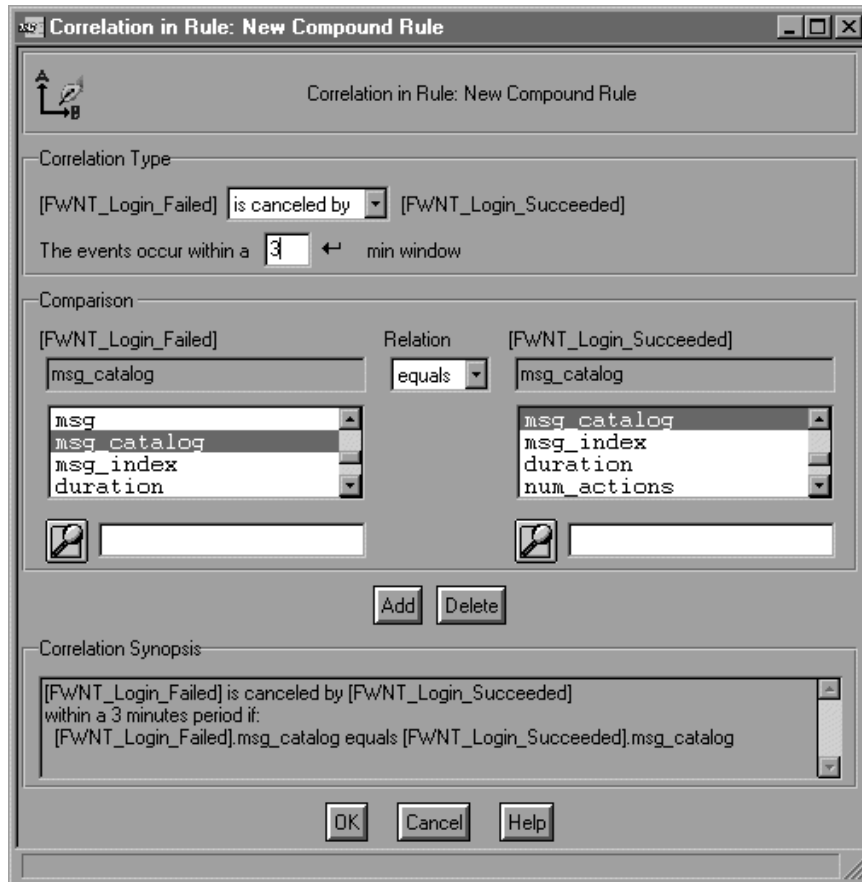 Correlation in Rule: New Compound Rule
A
B
Correlation in Rule: New Compound Rule
Correlation Type
[FWNT_Login_Failed] is canceled by [FWNT_Login_Succeeded]
The events occur within a 3 min window
Comparison
[FWNT_Login_Failed] Relation [FWNT_Login_Succeeded]
msg_catalog equals msg_catalog
msg msg_catalog
msg_catalog msg_index
msg_index duration
duration num_actions
Add Delete
Correlation Synopsis
[FWNT_Login_Failed] is canceled by [FWNT_Login_Succeeded]
within a 3 minutes period if:
[FWNT_Login_Failed].msg_catalog equals [FWNT_Login_Succeeded].msg_catalog
OK Cancel Help